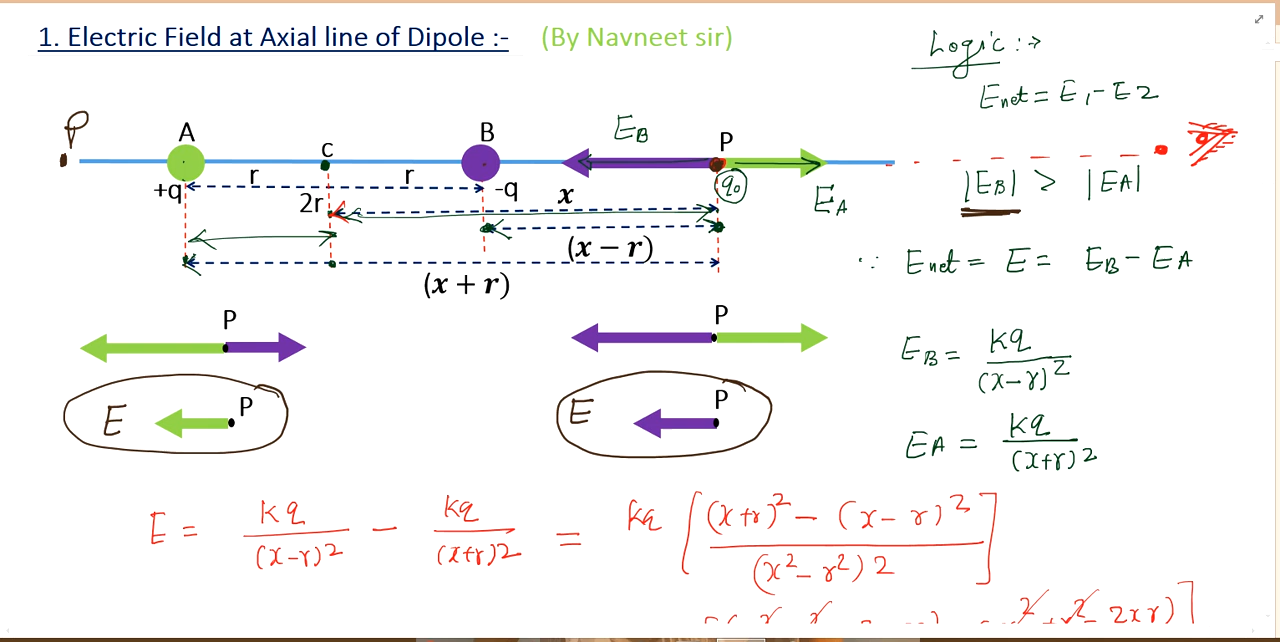 1. Electric Field at Axial line of Dipole :- (By Navneet sir)
Logic :→
Enet = E1 - E2
P
A
C
B
EB
P
+q
r
r
-q
2r
x
q0
EA
|EB| > |EA|
(x − r)
(x + r)
∵ Enet = E = EB - EA
P
P
EB = kq / (x-r)2
E
P
E
P
EA = kq / (x+r)2
E = kq / (x-r)2 - kq / (x+r)2 = kq [ (x+r)2 - (x-r)2 / (x2-r2)2 ]
2xr)]